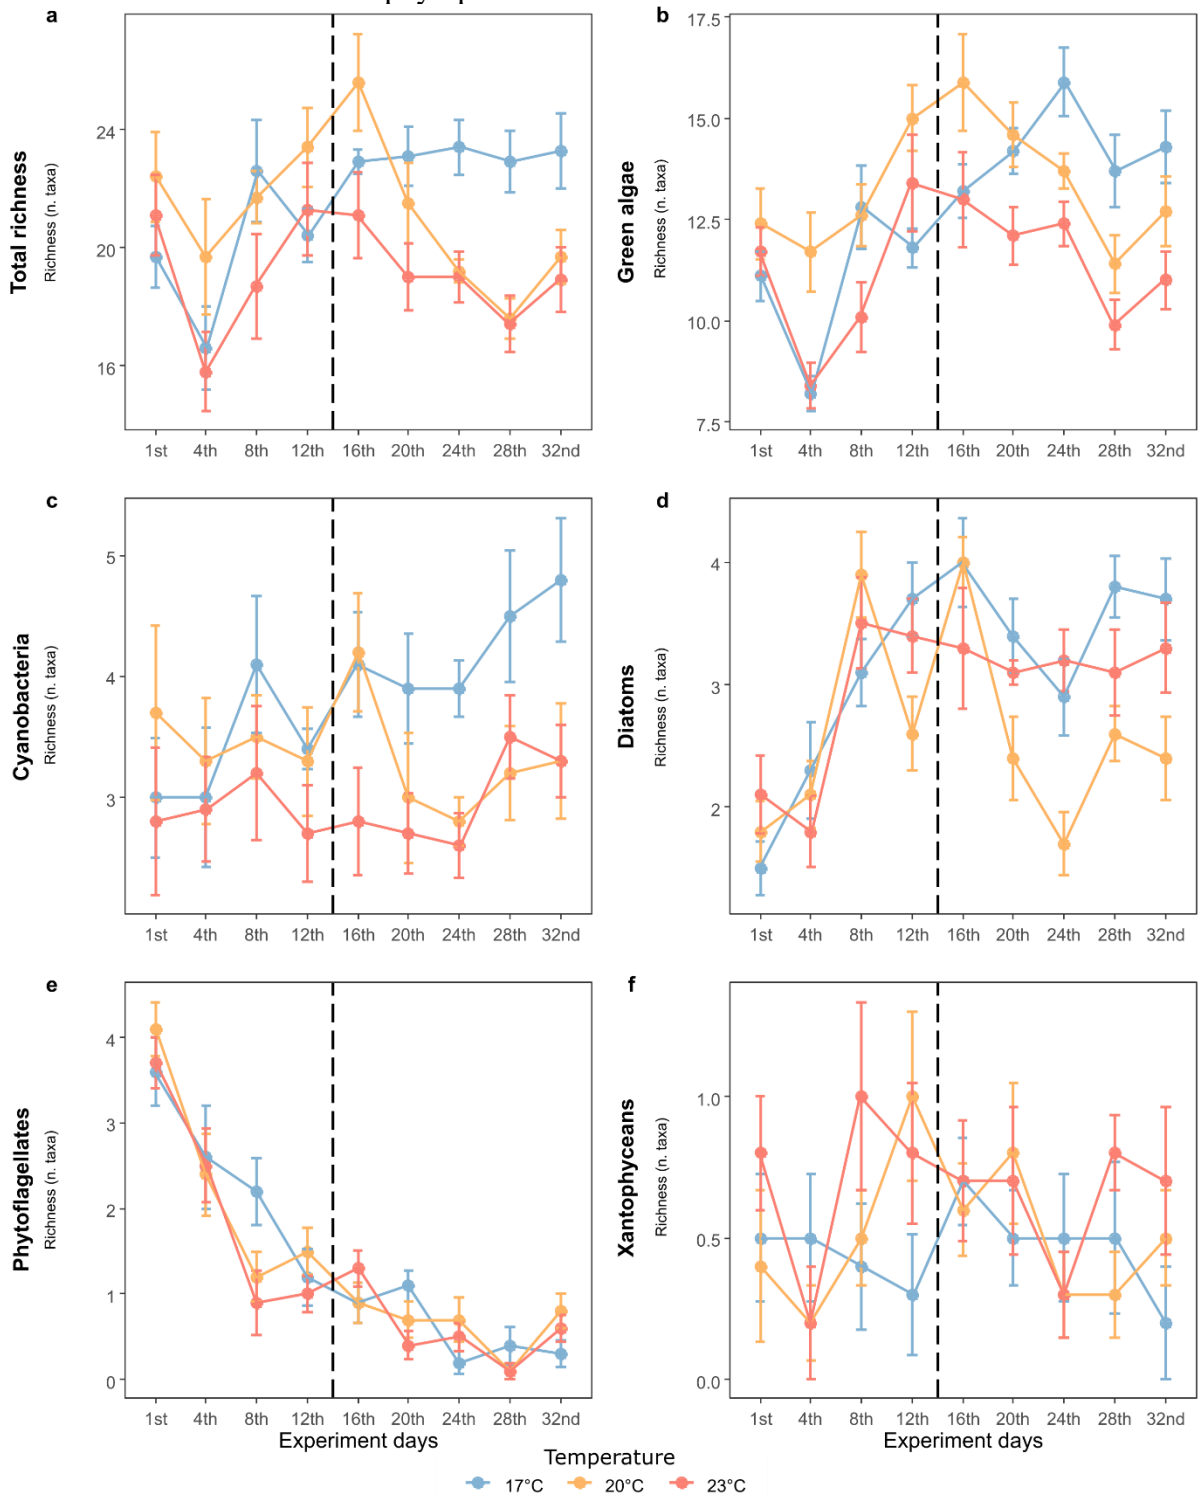 a
Total richness
Richness (n. taxa)
24
20
16
1st 4th 8th 12th 16th 20th 24th 28th 32nd
b
Green algae
Richness (n. taxa)
17.5
15.0
12.5
10.0
7.5
1st 4th 8th 12th 16th 20th 24th 28th 32nd
c
Cyanobacteria
Richness (n. taxa)
5
4
3
1st 4th 8th 12th 16th 20th 24th 28th 32nd
d
Diatoms
Richness (n. taxa)
4
3
2
1st 4th 8th 12th 16th 20th 24th 28th 32nd
e
Phytoflagellates
Richness (n. taxa)
4
3
2
1
0
1st 4th 8th 12th 16th 20th 24th 28th 32nd
Experiment days
f
Xantophyceans
Richness (n. taxa)
1.0
0.5
0.0
1st 4th 8th 12th 16th 20th 24th 28th 32nd
Experiment days
Temperature
17°C 20°C 23°C